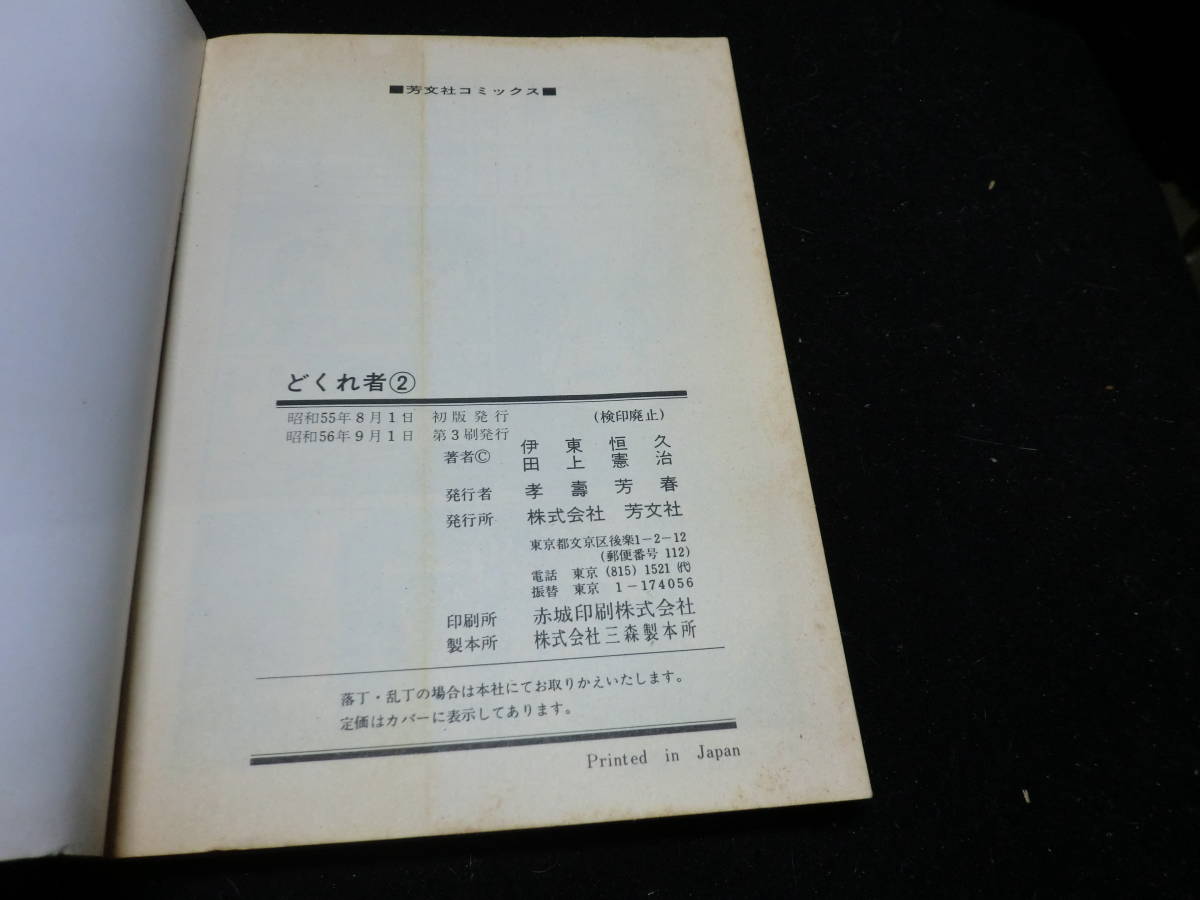 ■芳文社コミックス■
どくれ者②
昭和55年8月1日 初版発行 (検印廃止)
昭和56年9月1日 第3刷発行
著者© 伊東恒久
田上憲治
発行者 孝壽芳春
発行所 株式会社 芳文社
東京都文京区後楽1-2-12
(郵便番号 112)
電話 東京 (815) 1521 ㈹
振替 東京 1-174056
印刷所 赤城印刷株式会社
製本所 株式会社三森製本所
落丁・乱丁の場合は本社にてお取りかえいたします。
定価はカバーに表示してあります。
Printed in Japan